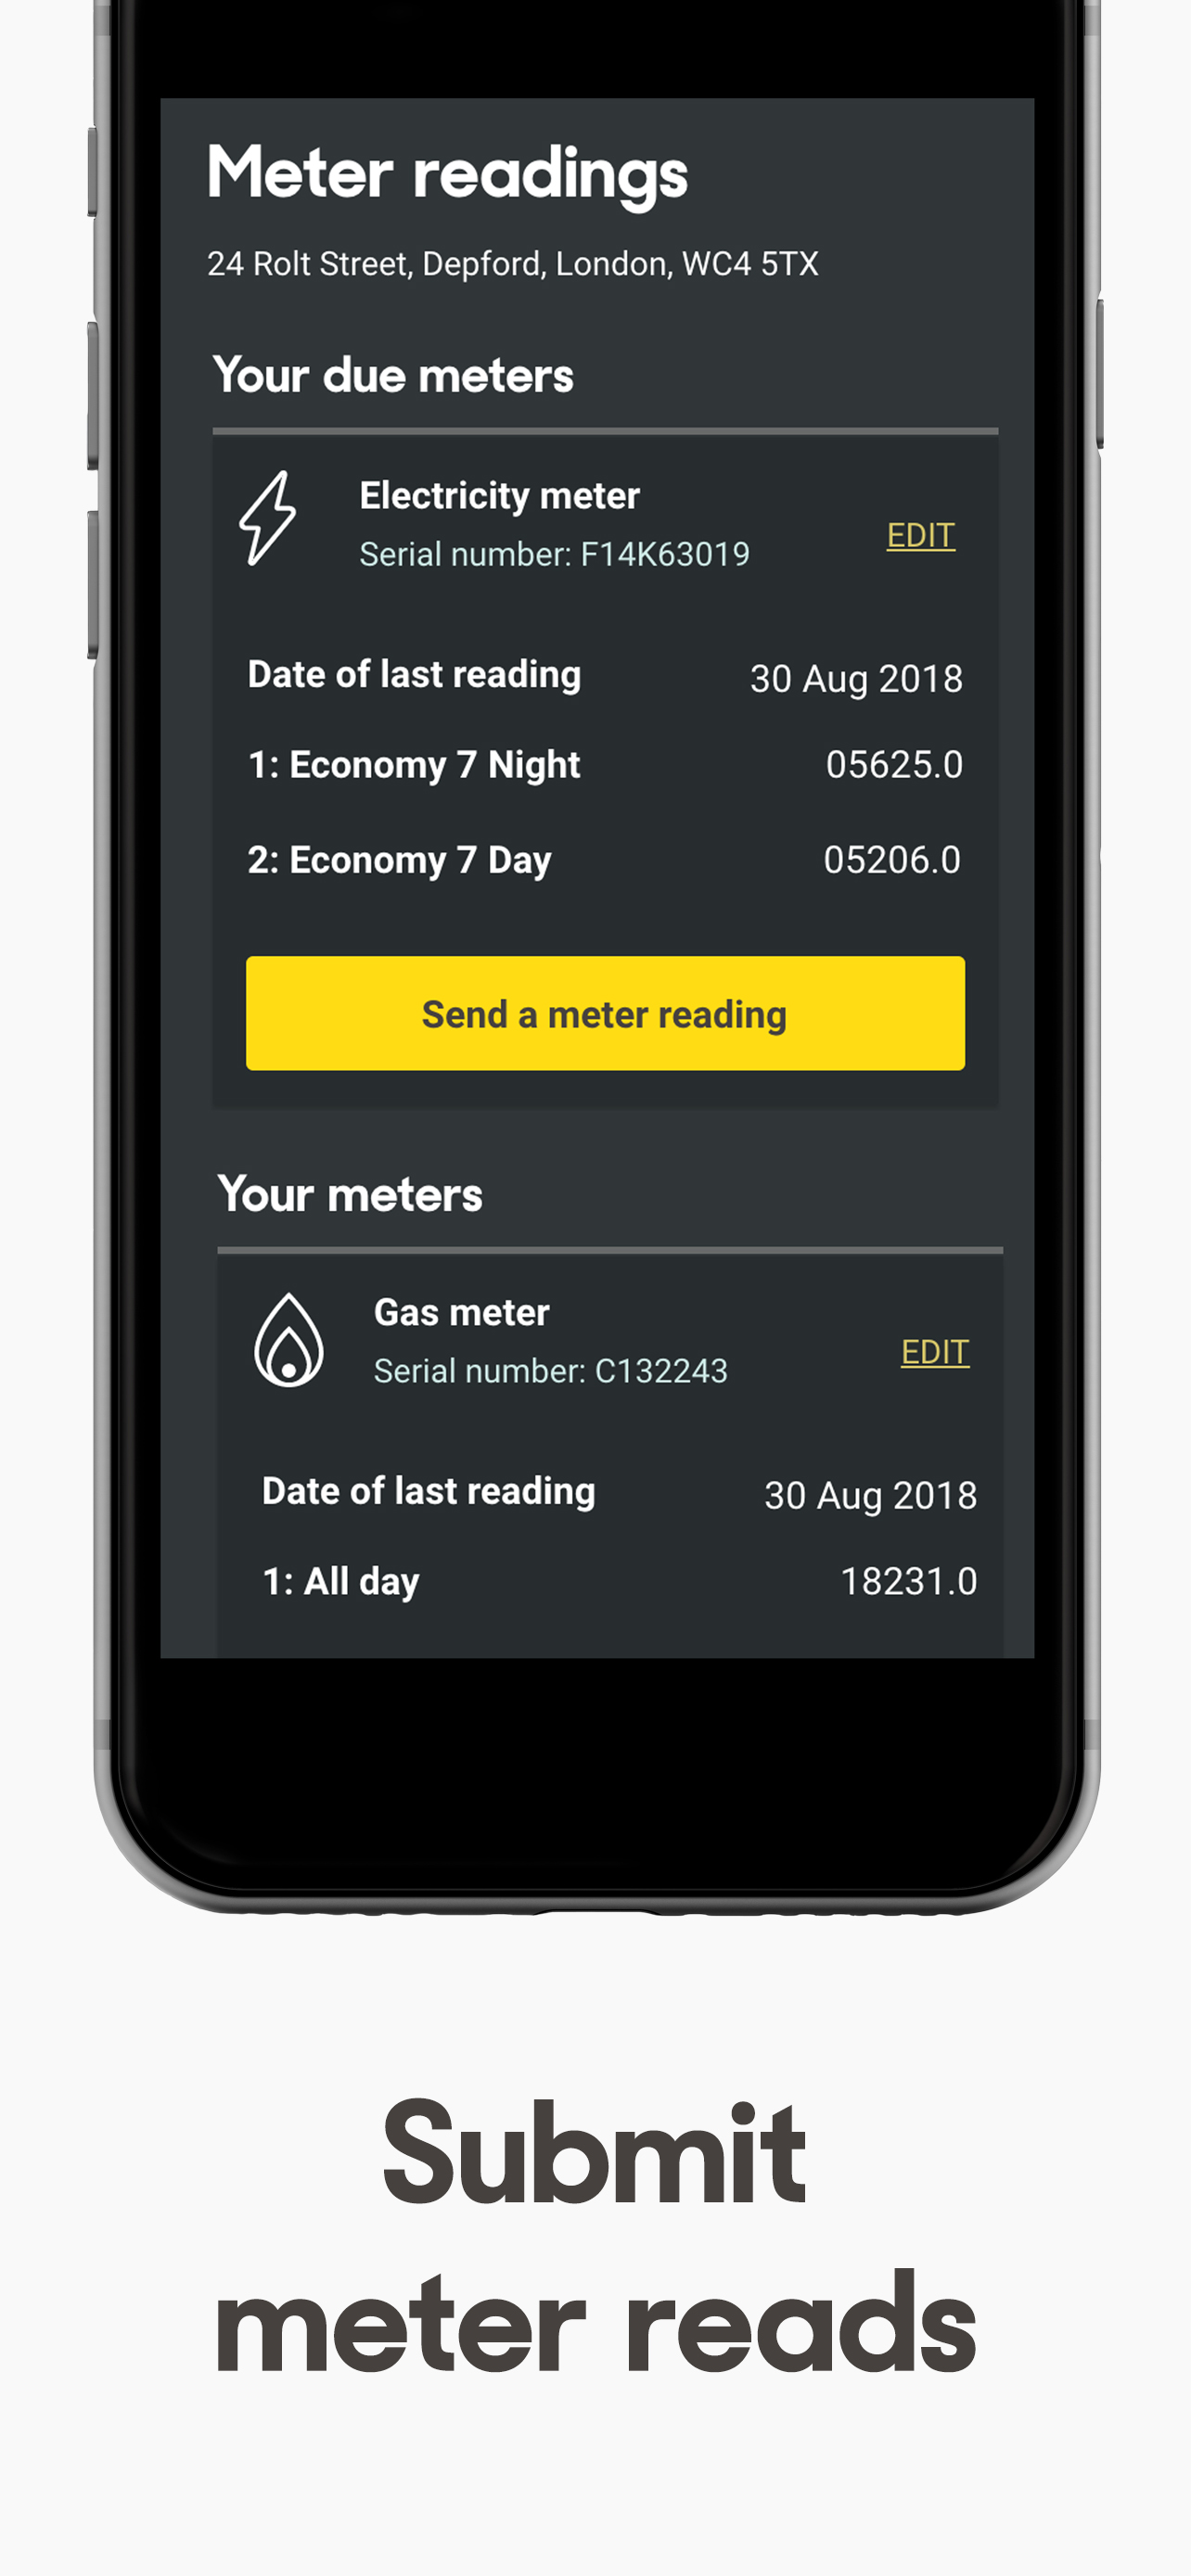 Meter readings
24 Rolt Street, Depford, London, WC4 5TX
Your due meters
Electricity meter
Serial number: F14K63019
EDIT
Date of last reading 30 Aug 2018
1: Economy 7 Night 05625.0
2: Economy 7 Day 05206.0
Send a meter reading
Your meters
Gas meter
Serial number: C132243
EDIT
Date of last reading 30 Aug 2018
1: All day 18231.0
Submit
meter reads